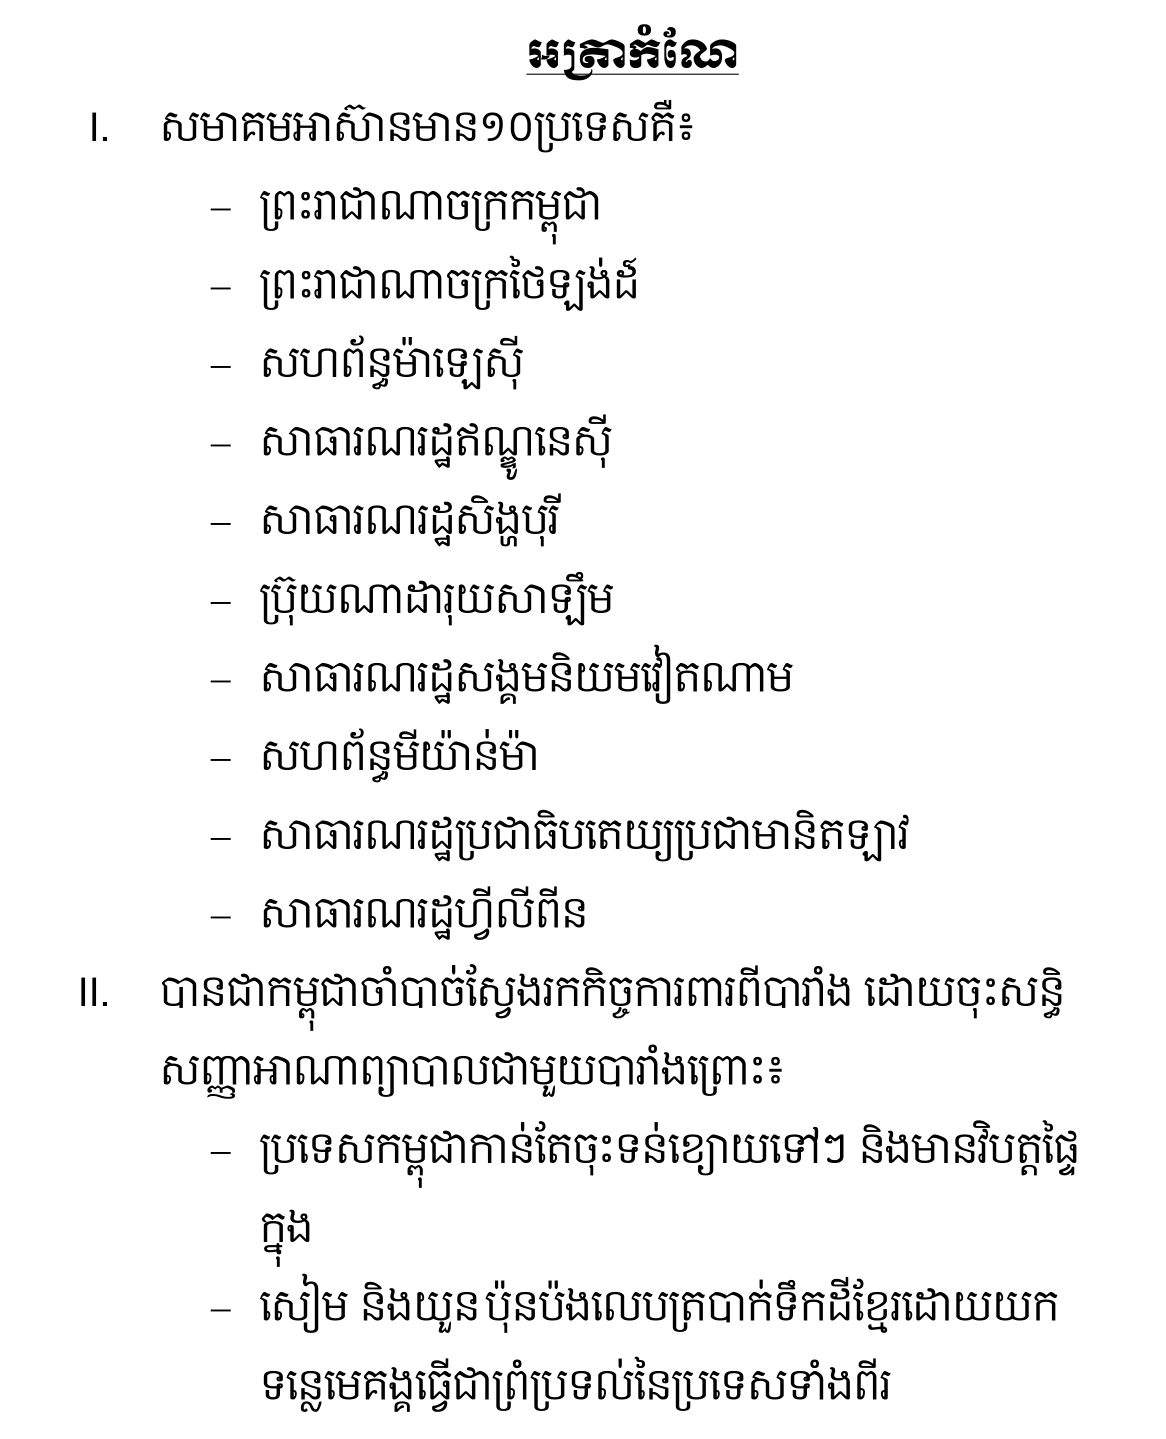 អត្រាកំណែ
I. សមាគមអាស៊ានមាន១០ប្រទេសគឺ៖
– ព្រះរាជាណាចក្រកម្ពុជា
– ព្រះរាជាណាចក្រថៃឡង់ដ៍
– សហព័ន្ធម៉ាឡេស៊ី
– សាធារណរដ្ឋឥណ្ឌូនេស៊ី
– សាធារណរដ្ឋសិង្ហបុរី
– ប្រ៊ុយណាដារុយសាឡឹម
– សាធារណរដ្ឋសង្គមនិយមវៀតណាម
– សហព័ន្ធមីយ៉ាន់ម៉ា
– សាធារណរដ្ឋប្រជាធិបតេយ្យប្រជាមានិតឡាវ
– សាធារណរដ្ឋហ្វីលីពីន
II. បានជាកម្ពុជាចាំបាច់ស្វែងរកកិច្ចការពារពីបារាំង ដោយចុះសន្ធិ
សញ្ញាអាណាព្យាបាលជាមួយបារាំងព្រោះ៖
– ប្រទេសកម្ពុជាកាន់តែចុះទន់ខ្សោយទៅៗ និងមានវិបត្តផ្ទៃ
ក្នុង
– សៀម និងយួនប៉ុនប៉ងលេបត្របាក់ទឹកដីខ្មែរដោយយក
ទន្លេមេគង្គធ្វើជាព្រំប្រទល់នៃប្រទេសទាំងពីរ